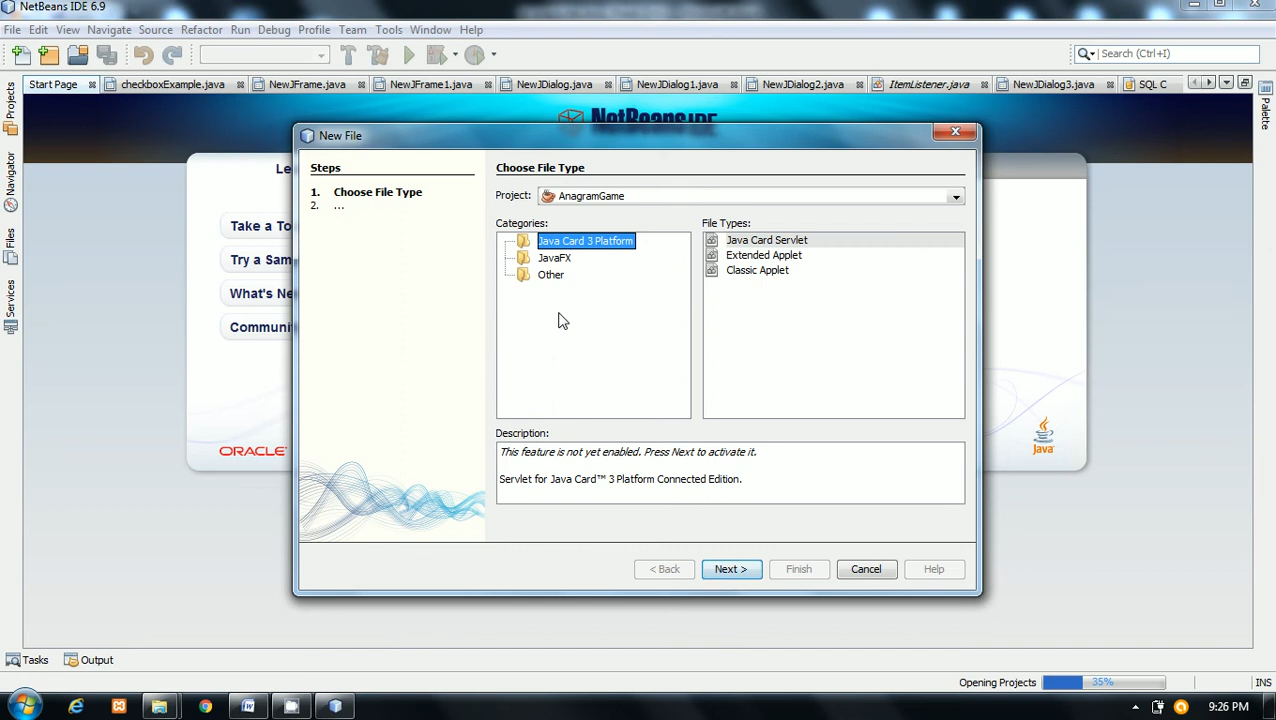 NetBeans IDE 6.9
File Edit View Navigate Source Refactor Run Debug Profile Team Tools Window Help
Search (Ctrl+I)
Start Page checkboxExample.java NewJFrame.java NewJFrame1.java NewJDialog.java NewJDialog1.java NewJDialog2.java ItemListener.java NewJDialog3.java SQL C
Projects
Navigator
Files
Services
Palette
NetBeans IDE
Le
Take a To
Try a Sam
What's Ne
Communi
ORACLE
Java
New File
Steps
1. Choose File Type
2. ...
Choose File Type
Project: AnagramGame
Categories:
Java Card 3 Platform
JavaFX
Other
File Types:
Java Card Servlet
Extended Applet
Classic Applet
Description:
This feature is not yet enabled. Press Next to activate it.
Servlet for Java Card™ 3 Platform Connected Edition.
< Back Next > Finish Cancel Help
Tasks Output
Opening Projects 35% INS
9:26 PM